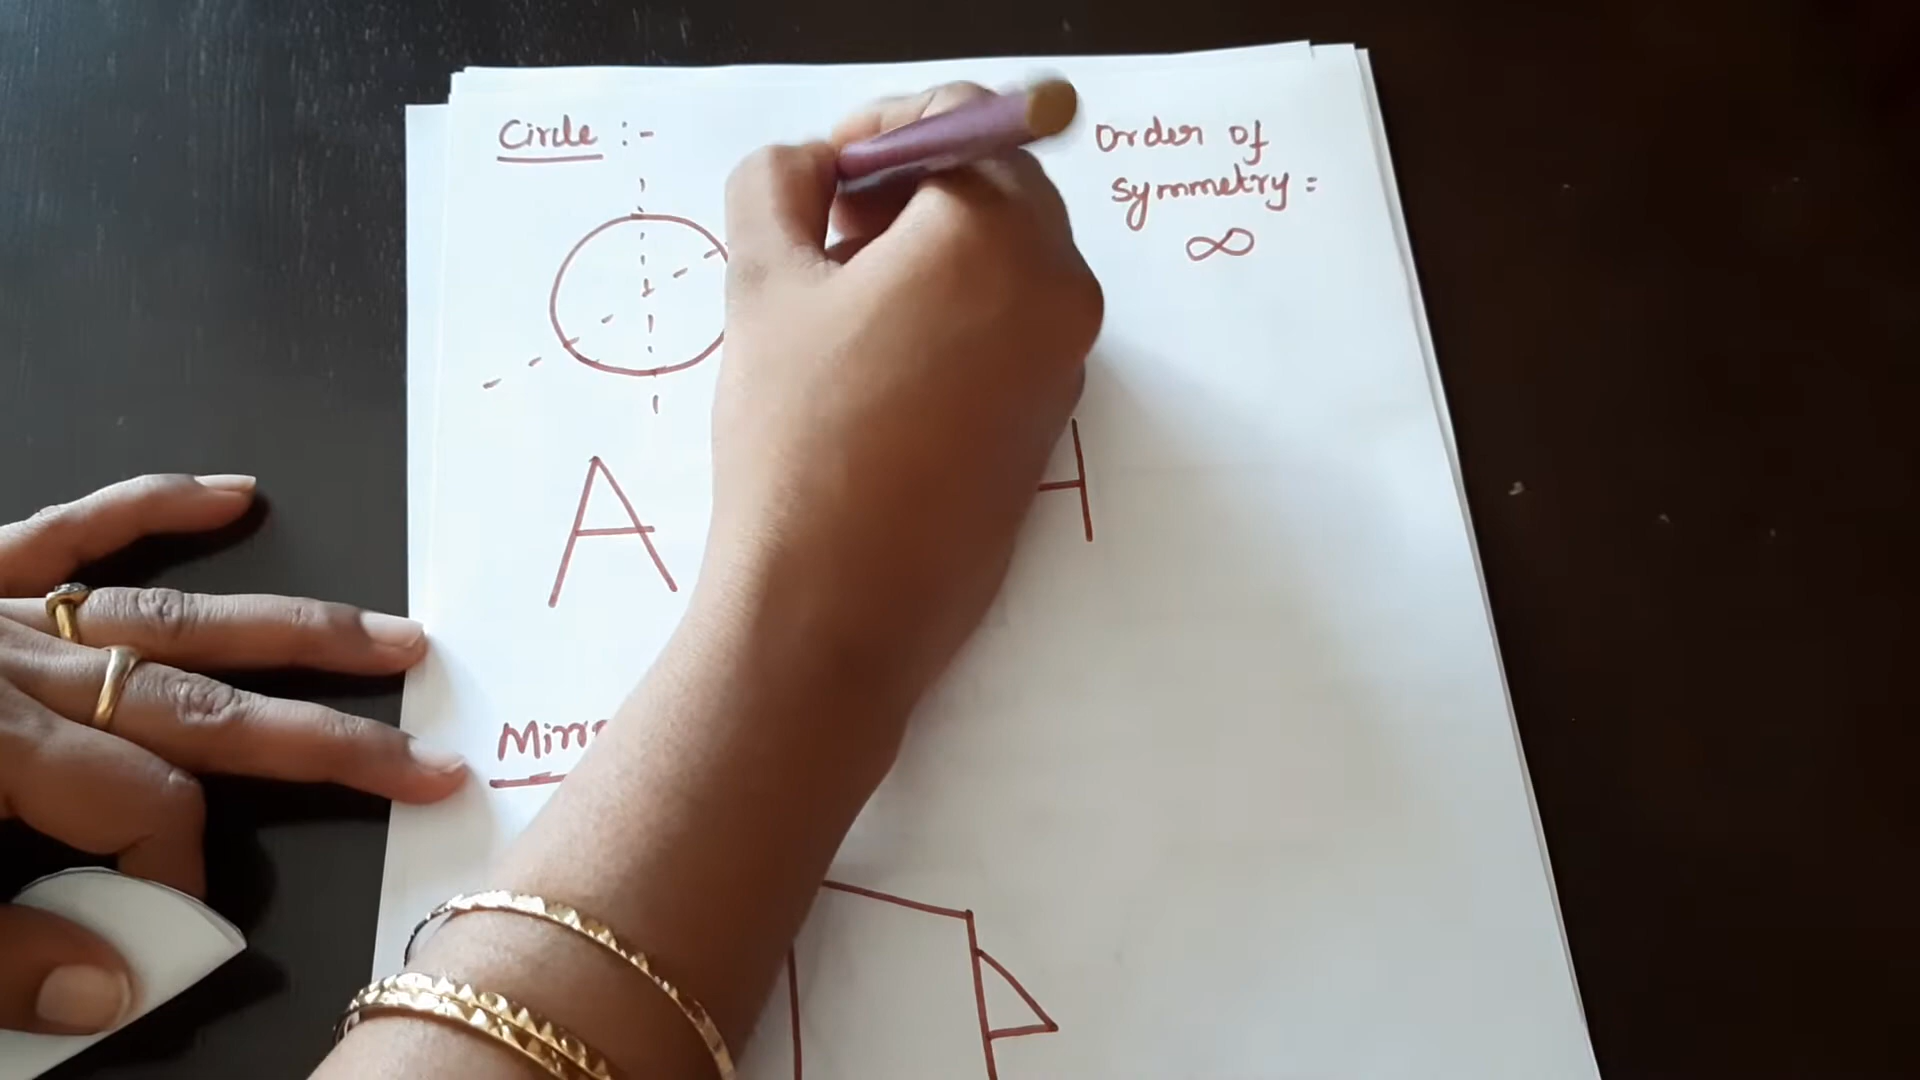 Circle :-
Order of
symmetry =
∞
A